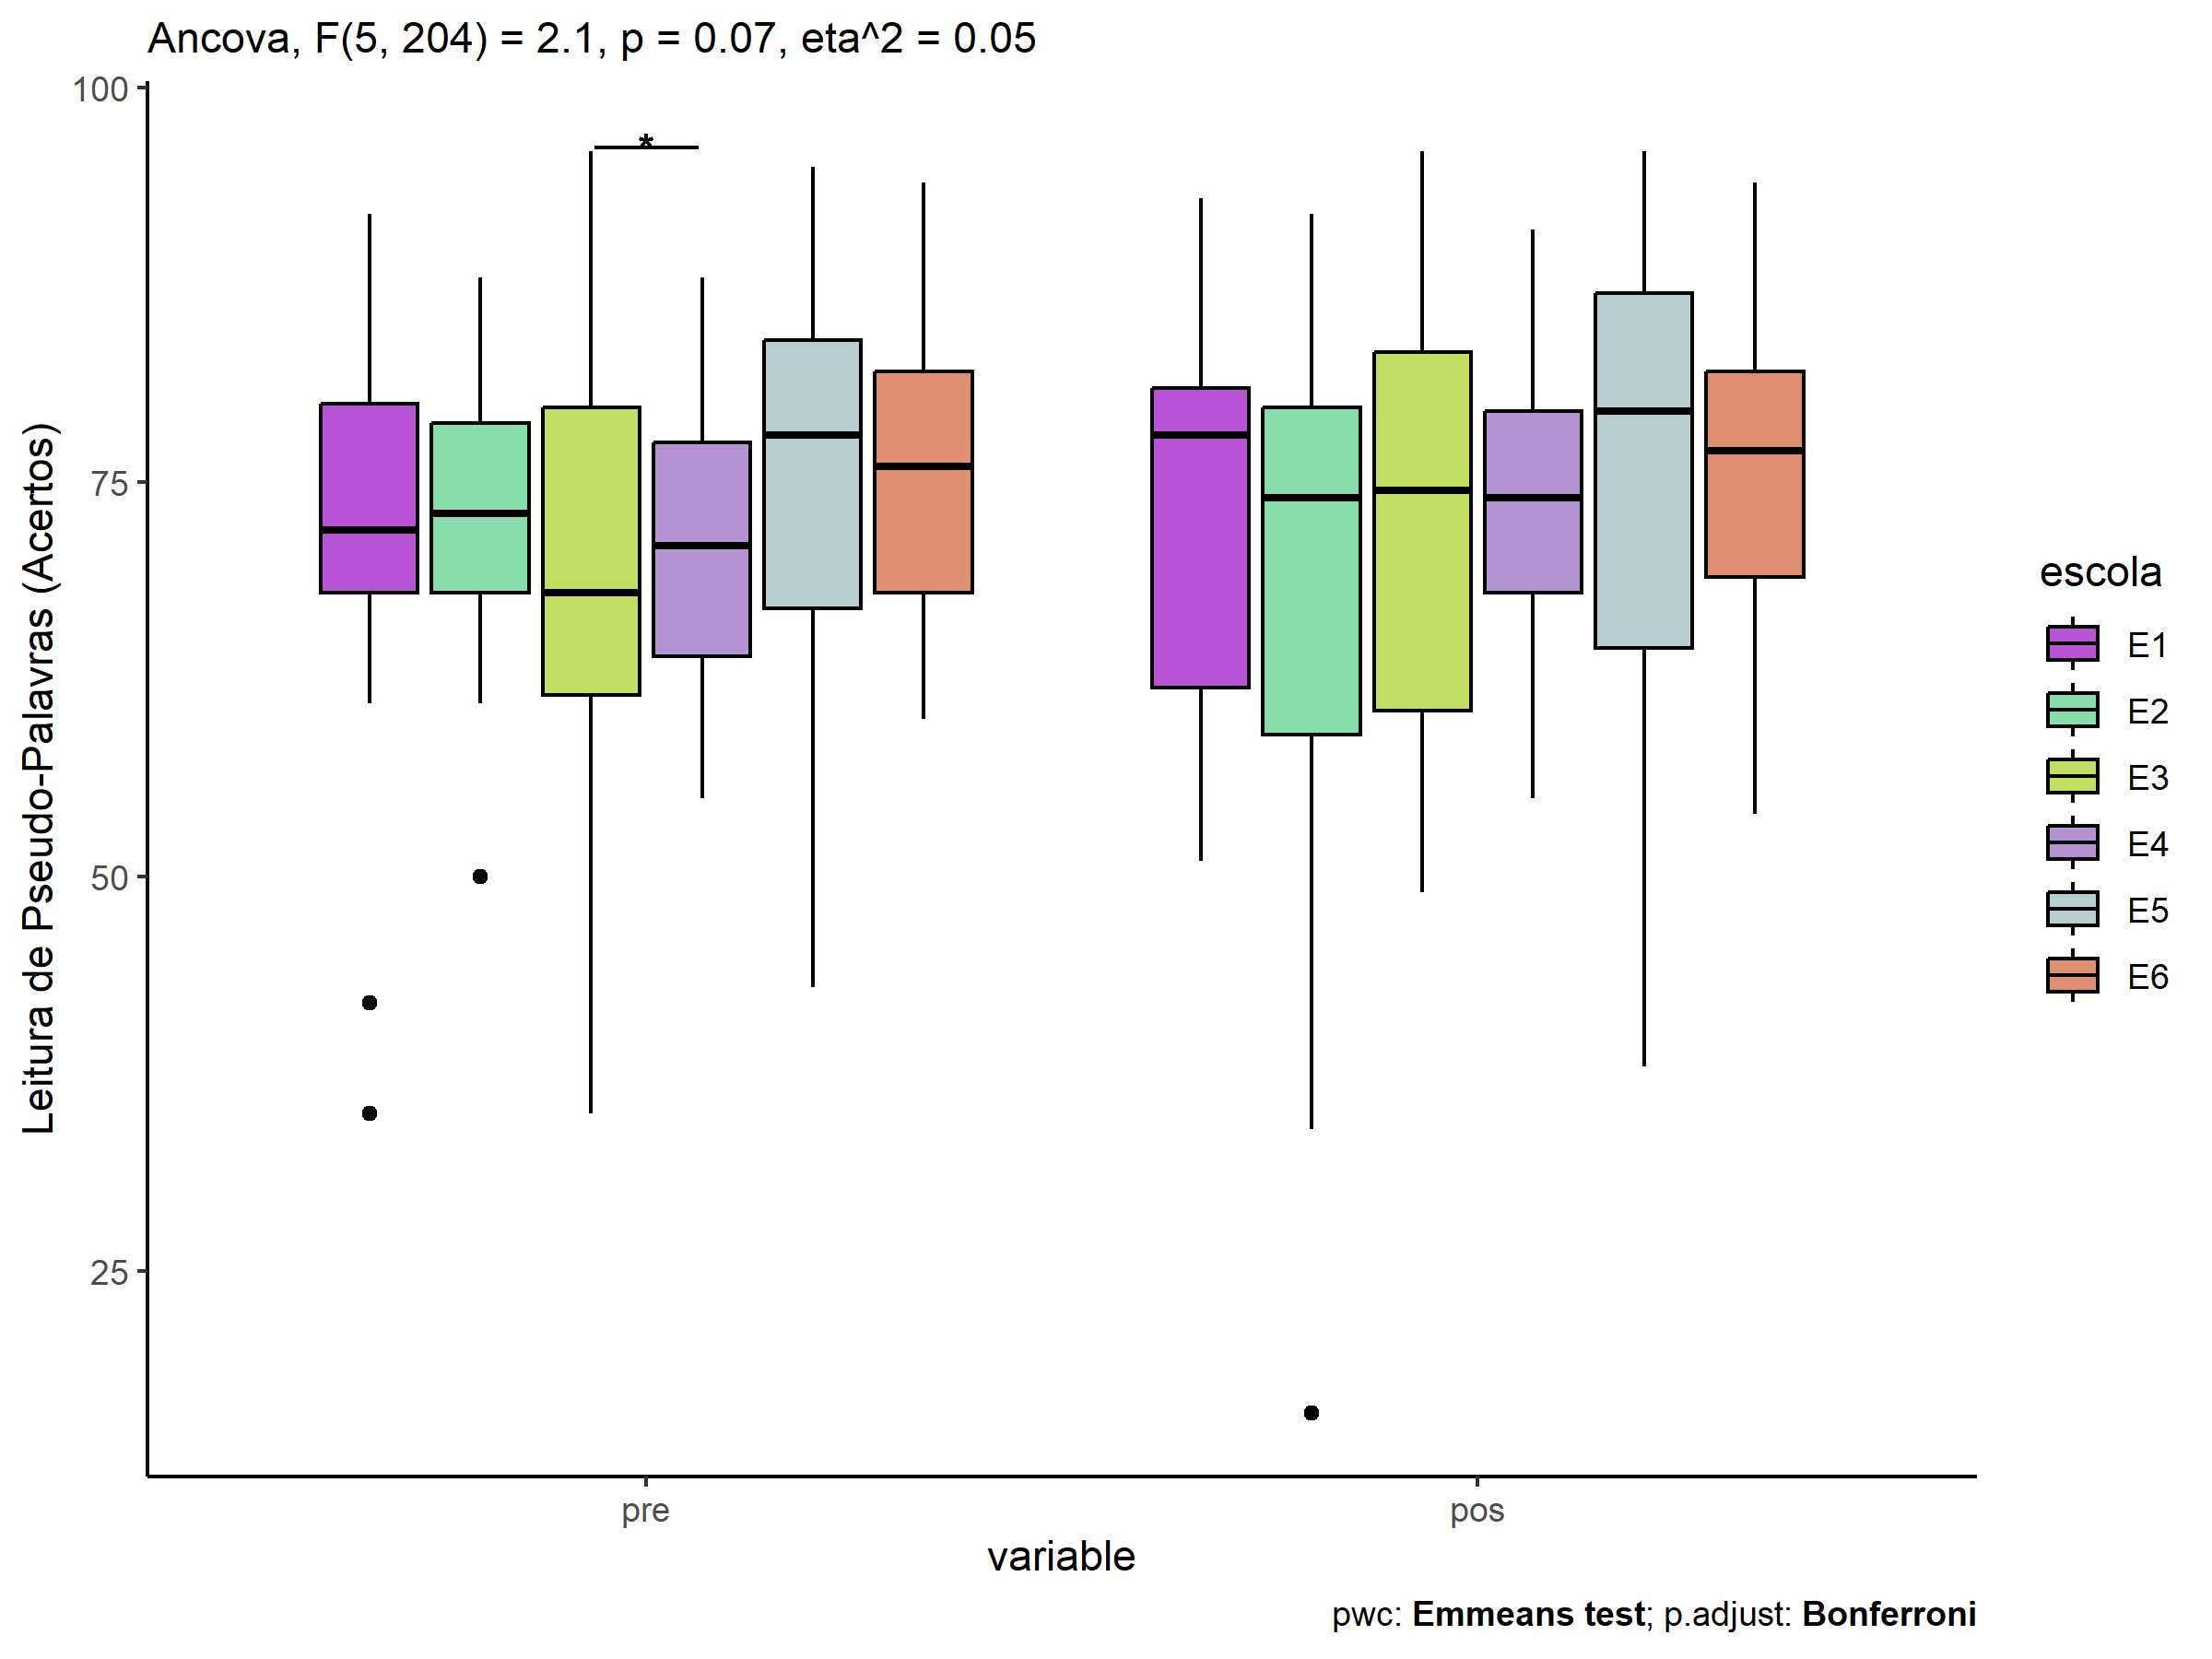 Ancova, F(5, 204) = 2.1, p = 0.07, eta^2 = 0.05
Leitura de Pseudo-Palavras (Acertos)
100
75
50
25
*
pre
pos
variable
escola
E1
E2
E3
E4
E5
E6
pwc: Emmeans test; p.adjust: Bonferroni